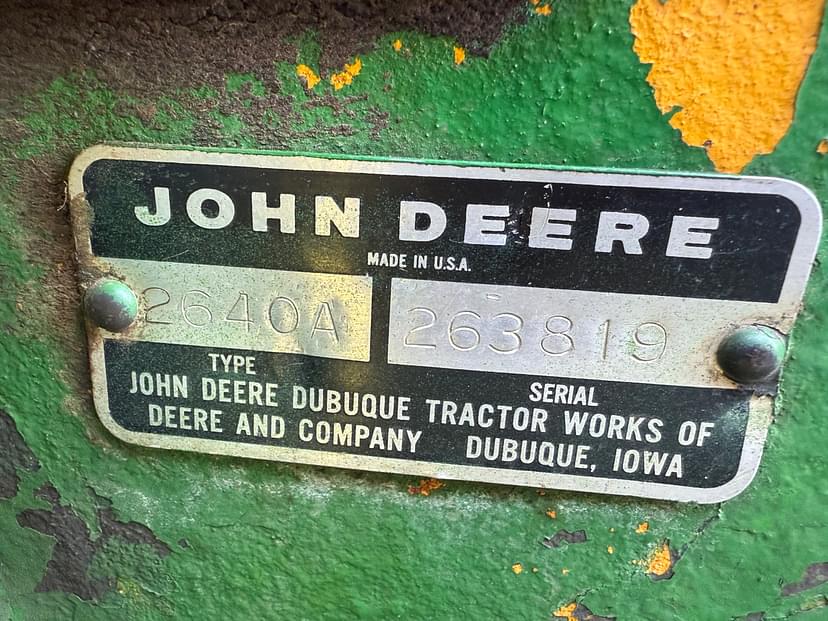 JOHN DEERE
MADE IN U.S.A.
2640A 263819
TYPE SERIAL
JOHN DEERE DUBUQUE TRACTOR WORKS OF
DEERE AND COMPANY DUBUQUE, IOWA